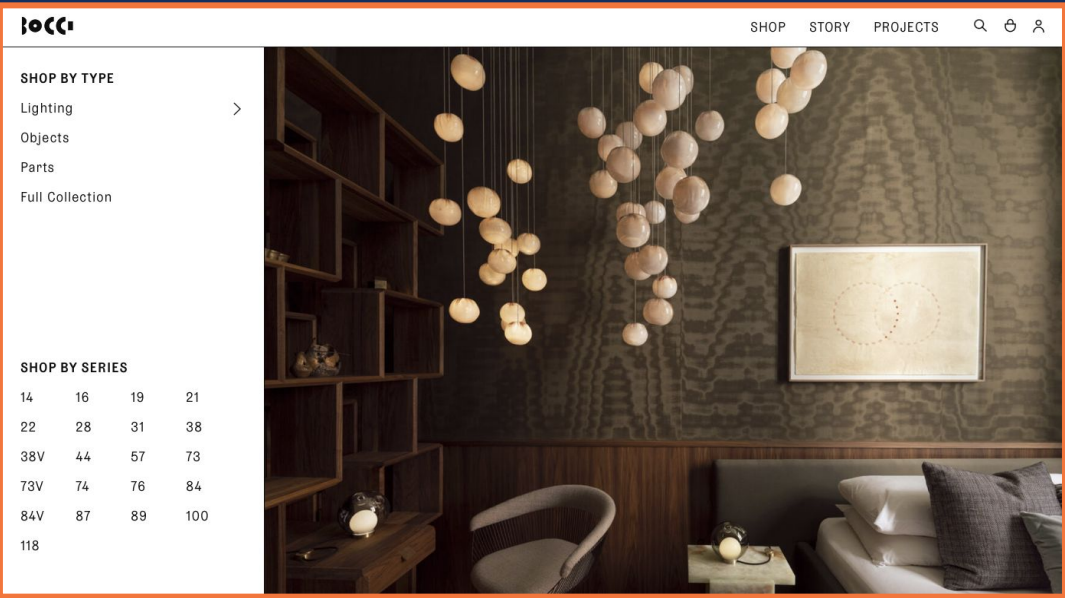 BOCCI
SHOP STORY PROJECTS
SHOP BY TYPE
Lighting
Objects
Parts
Full Collection
SHOP BY SERIES
14 16 19 21
22 28 31 38
38V 44 57 73
73V 74 76 84
84V 87 89 100
118